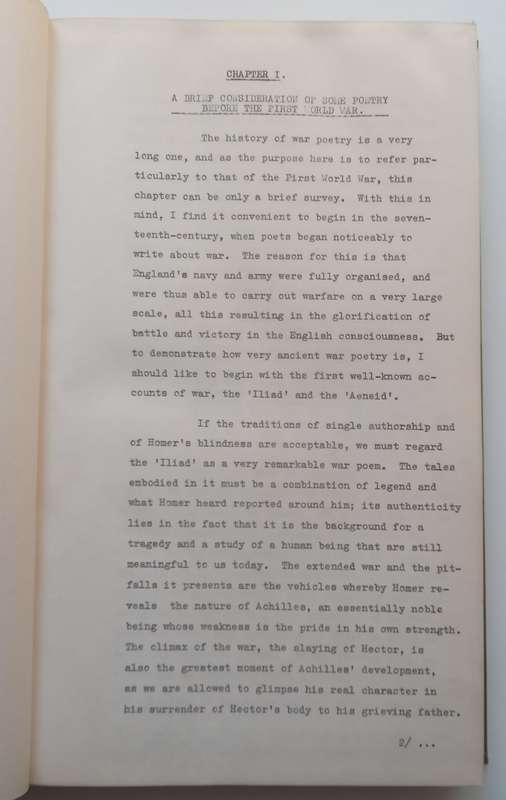 CHAPTER I.
A BRIEF CONSIDERATION OF SOME POETRY
BEFORE THE FIRST WORLD WAR.
The history of war poetry is a very
long one, and as the purpose here is to refer par-
ticularly to that of the First World War, this
chapter can be only a brief survey. With this in
mind, I find it convenient to begin in the seven-
teenth-century, when poets began noticeably to
write about war. The reason for this is that
England's navy and army were fully organised, and
were thus able to carry out warfare on a very large
scale, all this resulting in the glorification of
battle and victory in the English consciousness. But
to demonstrate how very ancient war poetry is, I
should like to begin with the first well-known ac-
counts of war, the 'Iliad' and the 'Aeneid'.
If the traditions of single authorship and
of Homer's blindness are acceptable, we must regard
the 'Iliad' as a very remarkable war poem. The tales
embodied in it must be a combination of legend and
what Homer heard reported around him; its authenticity
lies in the fact that it is the background for a
tragedy and a study of a human being that are still
meaningful to us today. The extended war and the pit-
falls it presents are the vehicles whereby Homer re-
veals the nature of Achilles, an essentially noble
being whose weakness is the pride in his own strength.
The climax of the war, the slaying of Hector, is
also the greatest moment of Achilles' development,
as we are allowed to glimpse his real character in
his surrender of Hector's body to his grieving father.
2/ ...